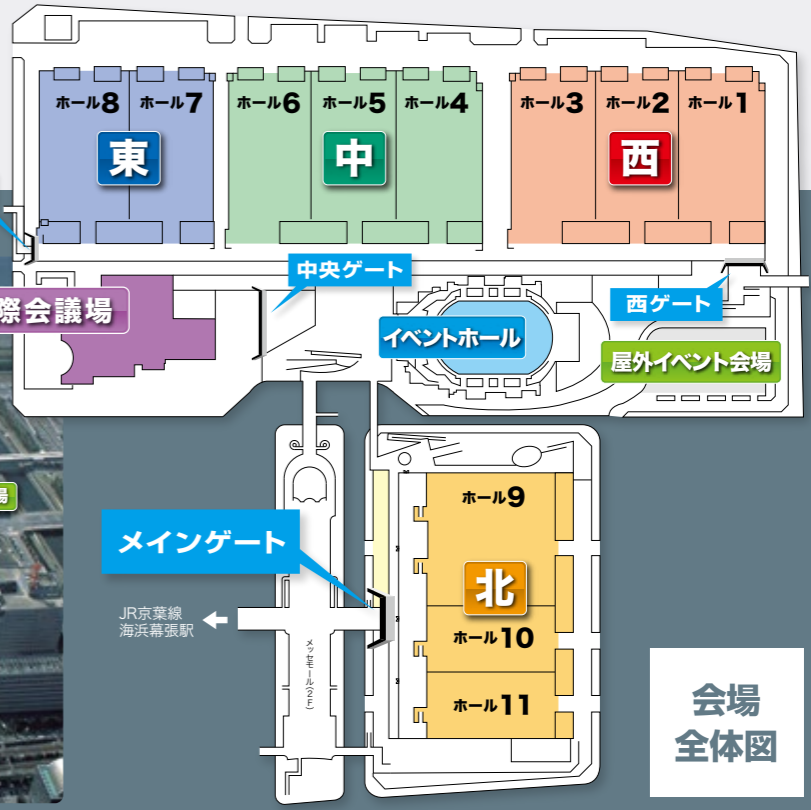 ホール8
ホール7
ホール6
ホール5
ホール4
ホール3
ホール2
ホール1
東
中
西
中央ゲート
際会議場
イベントホール
西ゲート
屋外イベント会場
場
メインゲート
JR京葉線
海浜幕張駅
メッセモール(2F)
ホール9
北
ホール10
ホール11
会場
全体図